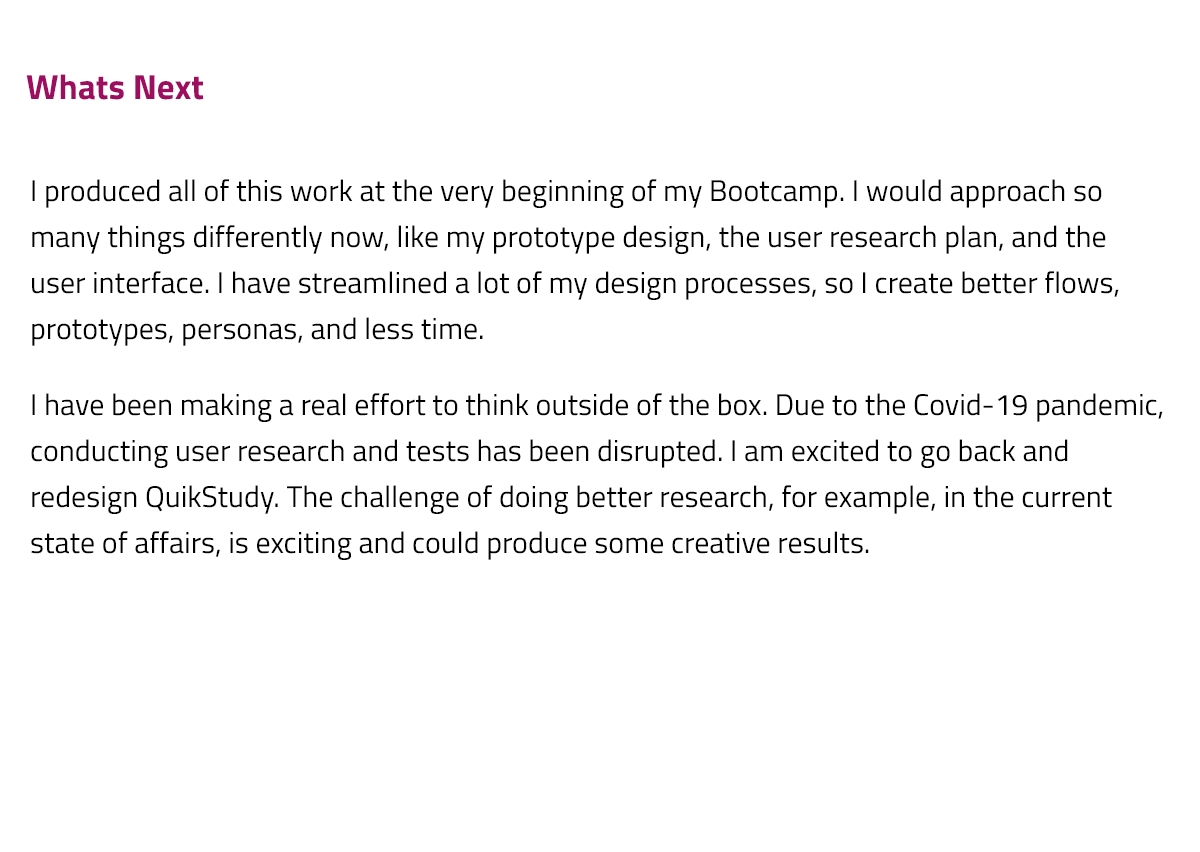 Whats Next
I produced all of this work at the very beginning of my Bootcamp. I would approach so
many things differently now, like my prototype design, the user research plan, and the
user interface. I have streamlined a lot of my design processes, so I create better flows,
prototypes, personas, and less time.
I have been making a real effort to think outside of the box. Due to the Covid-19 pandemic,
conducting user research and tests has been disrupted. I am excited to go back and
redesign QuikStudy. The challenge of doing better research, for example, in the current
state of affairs, is exciting and could produce some creative results.